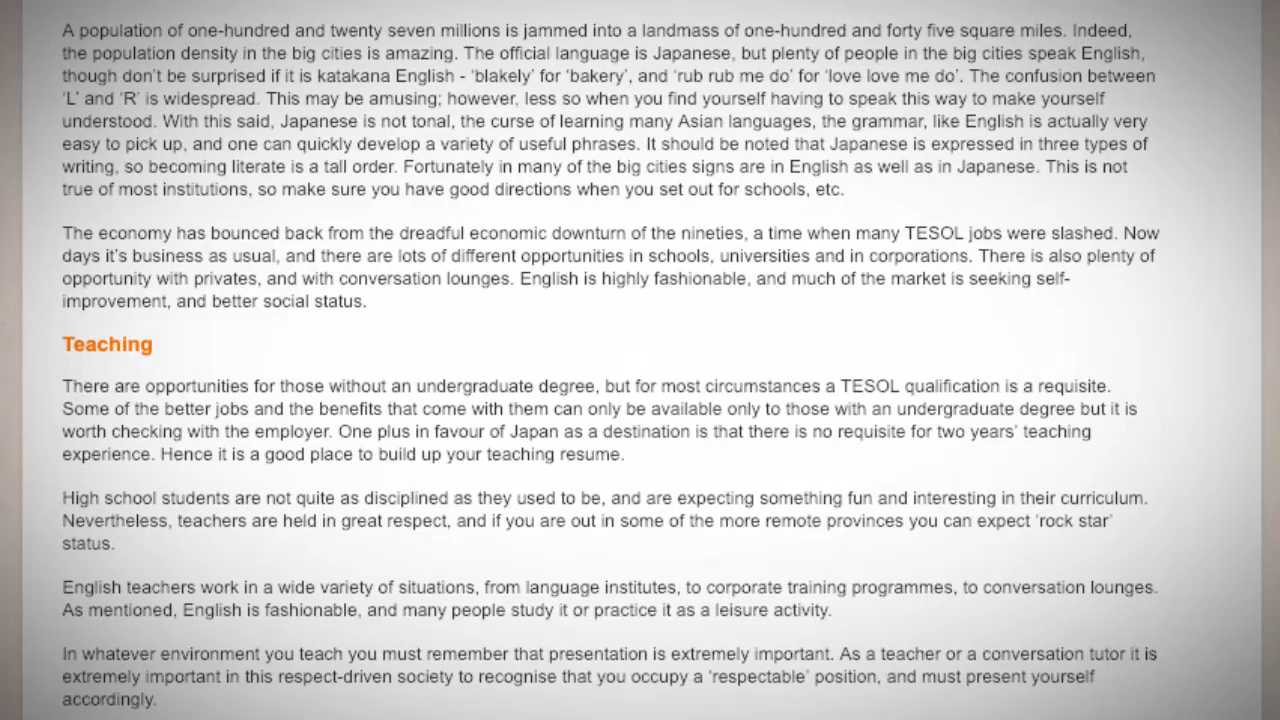 A population of one-hundred and twenty seven millions is jammed into a landmass of one-hundred and forty five square miles. Indeed,
the population density in the big cities is amazing. The official language is Japanese, but plenty of people in the big cities speak English,
though don't be surprised if it is katakana English - 'blakely' for 'bakery', and 'rub rub me do' for 'love love me do'. The confusion between
'L' and 'R' is widespread. This may be amusing; however, less so when you find yourself having to speak this way to make yourself
understood. With this said, Japanese is not tonal, the curse of learning many Asian languages, the grammar, like English is actually very
easy to pick up, and one can quickly develop a variety of useful phrases. It should be noted that Japanese is expressed in three types of
writing, so becoming literate is a tall order. Fortunately in many of the big cities signs are in English as well as in Japanese. This is not
true of most institutions, so make sure you have good directions when you set out for schools, etc.
The economy has bounced back from the dreadful economic downturn of the nineties, a time when many TESOL jobs were slashed. Now
days it's business as usual, and there are lots of different opportunities in schools, universities and in corporations. There is also plenty of
opportunity with privates, and with conversation lounges. English is highly fashionable, and much of the market is seeking self-
improvement, and better social status.
Teaching
There are opportunities for those without an undergraduate degree, but for most circumstances a TESOL qualification is a requisite.
Some of the better jobs and the benefits that come with them can only be available only to those with an undergraduate degree but it is
worth checking with the employer. One plus in favour of Japan as a destination is that there is no requisite for two years' teaching
experience. Hence it is a good place to build up your teaching resume.
High school students are not quite as disciplined as they used to be, and are expecting something fun and interesting in their curriculum.
Nevertheless, teachers are held in great respect, and if you are out in some of the more remote provinces you can expect 'rock star'
status.
English teachers work in a wide variety of situations, from language institutes, to corporate training programmes, to conversation lounges.
As mentioned, English is fashionable, and many people study it or practice it as a leisure activity.
In whatever environment you teach you must remember that presentation is extremely important. As a teacher or a conversation tutor it is
extremely important in this respect-driven society to recognise that you occupy a 'respectable' position, and must present yourself
accordingly.